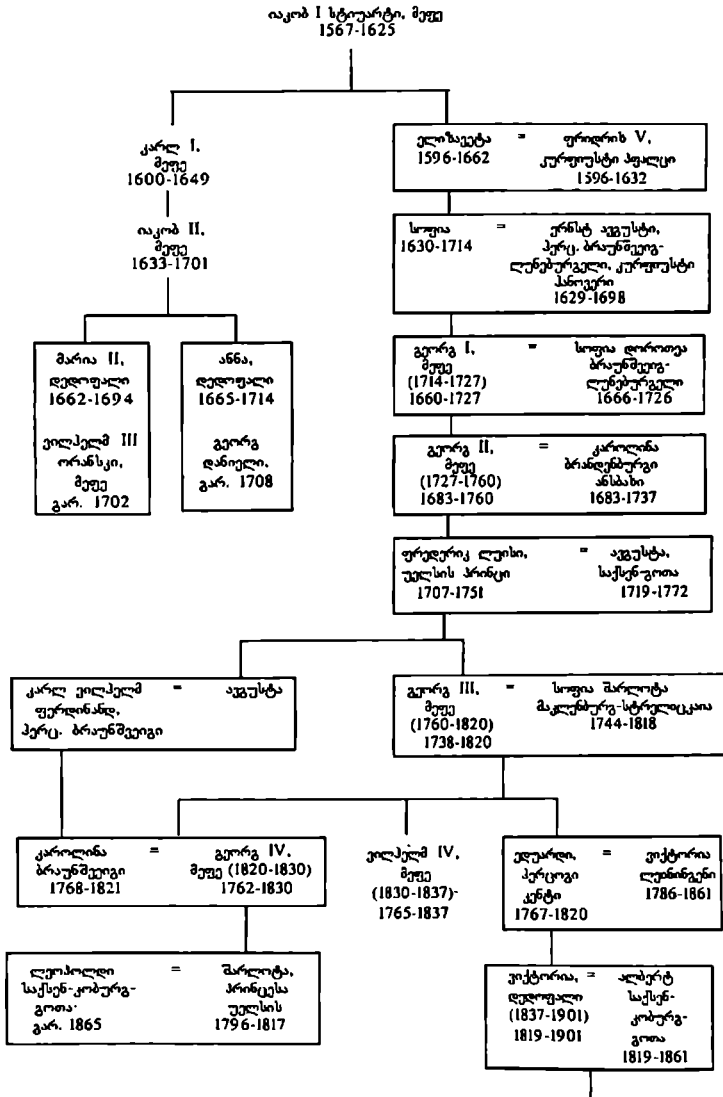 იაკობ I სტიუარტი, მეფე
1567-1625
კარლ I,
მეფე
1600-1649
ელიზავეტა = ფრიდრიხ V,
1596-1662 კურფიუსტი პფალცი
1596-1632
იაკობ II,
მეფე
1633-1701
სოფია = ერნსტ ავგუსტი,
1630-1714 ჰერც. ბრაუნშვეიგ-
ლუნებურგელი, კურფიუსტი
ჰანოვერი
1629-1698
მარია II,
დედოფალი
1662-1694
ვილჰელმ III
ორანსკი,
მეფე
გარ. 1702
ანნა,
დედოფალი
1665-1714
გეორგ
დანიელი,
გარ. 1708
გეორგ I, = სოფია დოროთეა
მეფე ბრაუნშვეიგ-
(1714-1727) ლუნებურგელი
1660-1727 1666-1726
გეორგ II, = კაროლინა
მეფე ბრანდენბურგი
(1727-1760) ანსბახი
1683-1760 1683-1737
ფრედერიკ ლუისი, = ავგუსტა,
უელსის პრინცი საქსენ-გოთა
1707-1751 1719-1772
კარლ ვილჰელმ = ავგუსტა
ფერდინანდ,
ჰერც. ბრაუნშვეიგი
გეორგ III, = სოფია შარლოტა
მეფე მაკლენბურგ-სტრელიცკაია
(1760-1820) 1744-1818
1738-1820
კაროლინა = გეორგ IV,
ბრაუნშვეიგი მეფე (1820-1830)
1768-1821 1762-1830
ვილჰელმ IV,
მეფე
(1830-1837)-
1765-1837
ედუარდი, = ვიქტორია
ჰერცოგი ლეინინგენი
კენტი 1786-1861
1767-1820
ლეოპოლდი = შარლოტა,
საქსენ-კობურგ- პრინცესა
გოთა· უელსის
გარ. 1865 1796-1817
ვიქტორია, = ალბერტ
დედოფალი საქსენ-
(1837-1901) კობურგ-
1819-1901 გოთა
1819-1861